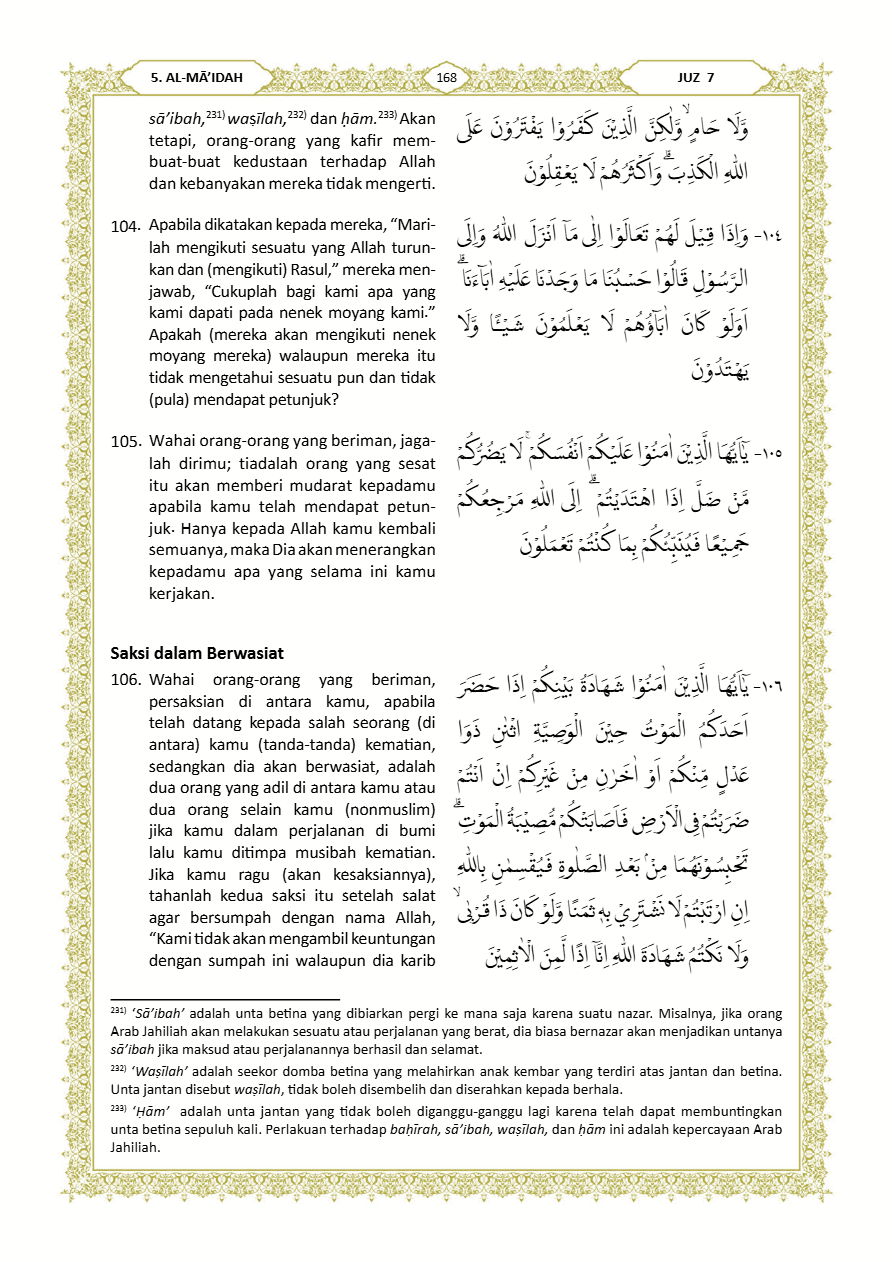 5. AL-MĀ’IDAH
168
JUZ 7
sā’ibah,231) waṣīlah,232) dan ḥām.233) Akan
tetapi, orang-orang yang kafir mem-
buat-buat kedustaan terhadap Allah
dan kebanyakan mereka tidak mengerti.
وَّلَا حَامٍ ۙوَّلٰكِنَّ الَّذِيْنَ كَفَرُوْا يَفْتَرُوْنَ عَلَى
اللّٰهِ الْكَذِبَۗ وَاَكْثَرُهُمْ لَا يَعْقِلُوْنَ
104. Apabila dikatakan kepada mereka, “Mari-
lah mengikuti sesuatu yang Allah turun-
kan dan (mengikuti) Rasul,” mereka men-
jawab, “Cukuplah bagi kami apa yang
kami dapati pada nenek moyang kami.”
Apakah (mereka akan mengikuti nenek
moyang mereka) walaupun mereka itu
tidak mengetahui sesuatu pun dan tidak
(pula) mendapat petunjuk?
١٠٤- وَاِذَا قِيْلَ لَهُمْ تَعَالَوْا اِلٰى مَآ اَنْزَلَ اللّٰهُ وَاِلَى
الرَّسُوْلِ قَالُوْا حَسْبُنَا مَا وَجَدْنَا عَلَيْهِ اٰبَاۤءَنَاۗ
اَوَلَوْ كَانَ اٰبَاۤؤُهُمْ لَا يَعْلَمُوْنَ شَيْـًٔا وَّلَا
يَهْتَدُوْنَ
105. Wahai orang-orang yang beriman, jaga-
lah dirimu; tiadalah orang yang sesat
itu akan memberi mudarat kepadamu
apabila kamu telah mendapat petun-
juk. Hanya kepada Allah kamu kembali
semuanya, maka Dia akan menerangkan
kepadamu apa yang selama ini kamu
kerjakan.
١٠٥- يٰٓاَيُّهَا الَّذِيْنَ اٰمَنُوْا عَلَيْكُمْ اَنْفُسَكُمْۚ لَا يَضُرُّكُمْ
مَّنْ ضَلَّ اِذَا اهْتَدَيْتُمْۗ اِلَى اللّٰهِ مَرْجِعُكُمْ
جَمِيْعًا فَيُنَبِّئُكُمْ بِمَا كُنْتُمْ تَعْمَلُوْنَ
Saksi dalam Berwasiat
106. Wahai orang-orang yang beriman,
persaksian di antara kamu, apabila
telah datang kepada salah seorang (di
antara) kamu (tanda-tanda) kematian,
sedangkan dia akan berwasiat, adalah
dua orang yang adil di antara kamu atau
dua orang selain kamu (nonmuslim)
jika kamu dalam perjalanan di bumi
lalu kamu ditimpa musibah kematian.
Jika kamu ragu (akan kesaksiannya),
tahanlah kedua saksi itu setelah salat
agar bersumpah dengan nama Allah,
“Kami tidak akan mengambil keuntungan
dengan sumpah ini walaupun dia karib
١٠٦- يٰٓاَيُّهَا الَّذِيْنَ اٰمَنُوْا شَهَادَةُ بَيْنِكُمْ اِذَا حَضَرَ
اَحَدَكُمُ الْمَوْتُ حِيْنَ الْوَصِيَّةِ اثْنٰنِ ذَوَا
عَدْلٍ مِّنْكُمْ اَوْ اٰخَرٰنِ مِنْ غَيْرِكُمْ اِنْ اَنْتُمْ
ضَرَبْتُمْ فِى الْاَرْضِ فَاَصَابَتْكُمْ مُّصِيْبَةُ الْمَوْتِۗ
تَحْبِسُوْنَهُمَا مِنْۢ بَعْدِ الصَّلٰوةِ فَيُقْسِمٰنِ بِاللّٰهِ
اِنِ ارْتَبْتُمْ لَا نَشْتَرِيْ بِهٖ ثَمَنًا وَّلَوْ كَانَ ذَا قُرْبٰىۙ
وَلَا نَكْتُمُ شَهَادَةَ اللّٰهِ اِنَّآ اِذًا لَّمِنَ الْاٰثِمِيْنَ
231) ‘Sā’ibah’ adalah unta betina yang dibiarkan pergi ke mana saja karena suatu nazar. Misalnya, jika orang
Arab Jahiliah akan melakukan sesuatu atau perjalanan yang berat, dia biasa bernazar akan menjadikan untanya
sā’ibah jika maksud atau perjalanannya berhasil dan selamat.
232) ‘Waṣīlah’ adalah seekor domba betina yang melahirkan anak kembar yang terdiri atas jantan dan betina.
Unta jantan disebut waṣīlah, tidak boleh disembelih dan diserahkan kepada berhala.
233) ‘Ḥām’ adalah unta jantan yang tidak boleh diganggu-ganggu lagi karena telah dapat membuntingkan
unta betina sepuluh kali. Perlakuan terhadap baḥīrah, sā’ibah, waṣīlah, dan ḥām ini adalah kepercayaan Arab
Jahiliah.